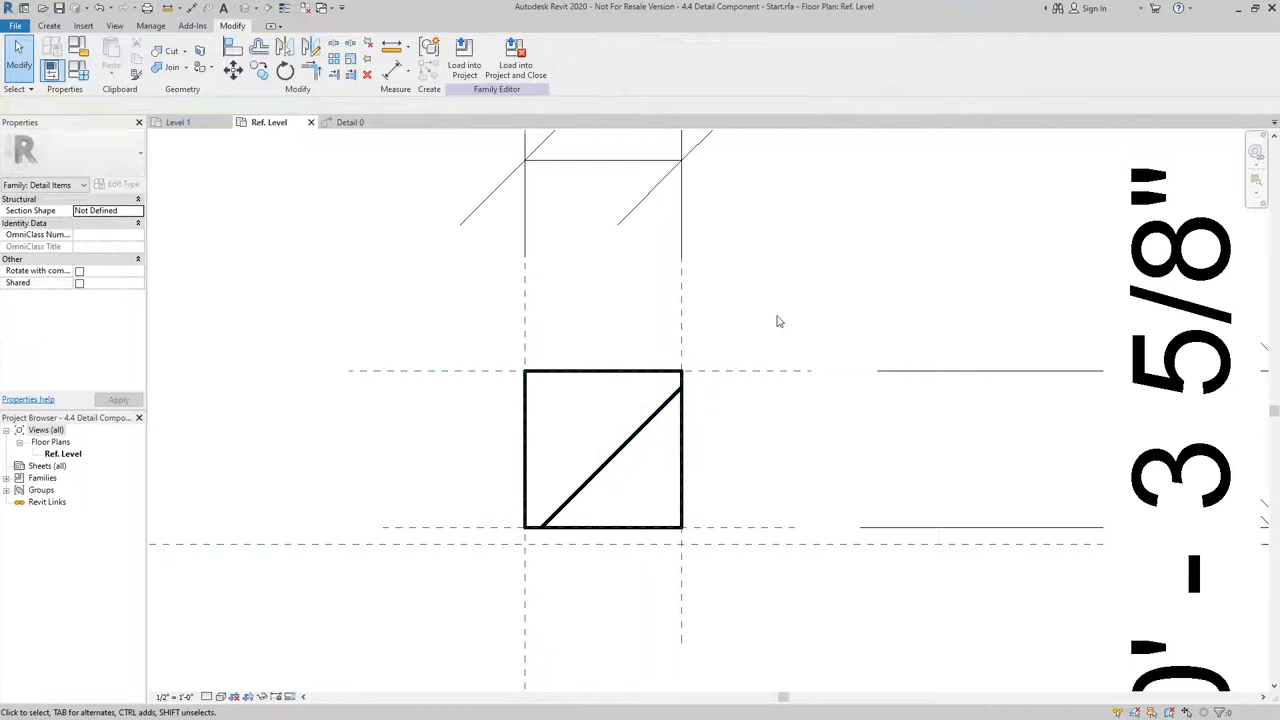 Autodesk Revit 2020 - Not For Resale Version - 4.4 Detail Component - Start.rfa - Floor Plan: Ref. Level
Sign In
File Create Insert View Manage Add-Ins Modify
Modify
Paste
Cut
Join
Load into Project
Load into Project and Close
Select Properties Clipboard Geometry Modify Measure Create Family Editor
Properties
Level 1
Ref. Level
Detail 0
Family: Detail Items
Edit Type
Structural
Section Shape Not Defined
Identity Data
OmniClass Num...
OmniClass Title
Other
Rotate with com...
Shared
Properties help
Apply
Project Browser - 4.4 Detail Compo...
Views (all)
Floor Plans
Ref. Level
Sheets (all)
Families
Groups
Revit Links
0' - 3 5/8"
1/2" = 1'-0"
Click to select, TAB for alternates, CTRL adds, SHIFT unselects.
:0